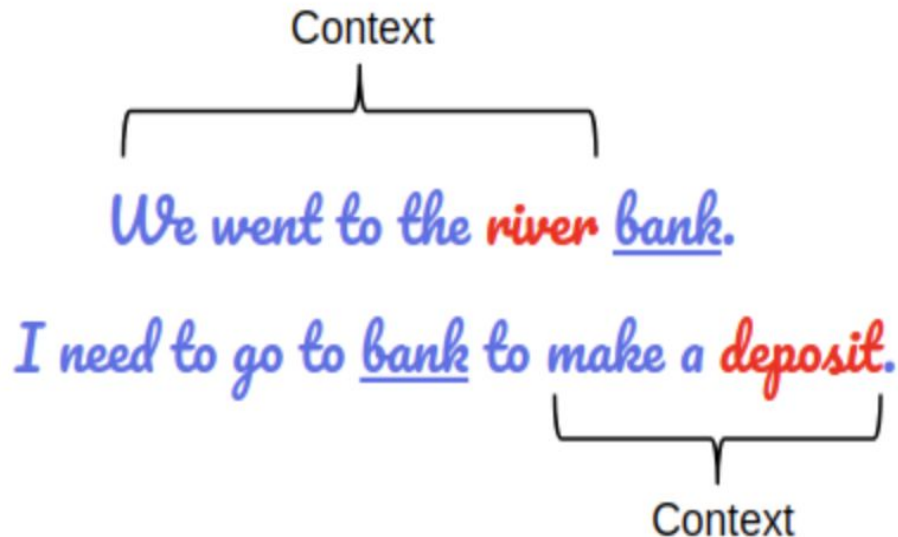 Context
We went to the river bank.
I need to go to bank to make a deposit.
Context